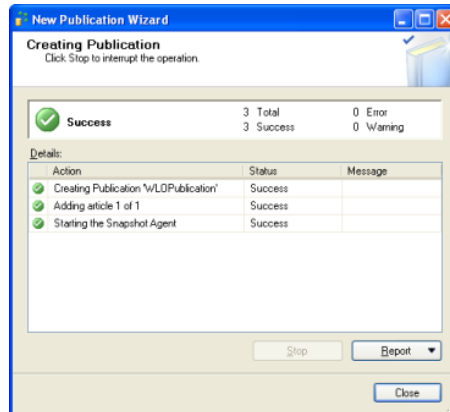 New Publication Wizard
Creating Publication
Click Stop to interrupt the operation.
Success
3 Total 0 Error
3 Success 0 Warning
Details:
Action Status Message
Creating Publication 'WLOPublication' Success
Adding article 1 of 1 Success
Starting the Snapshot Agent Success
Stop Report
Close